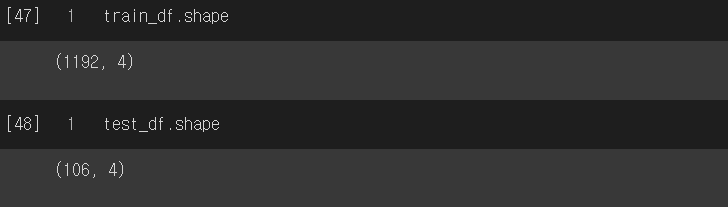 [47] 1 train_df.shape
(1192, 4)
[48] 1 test_df.shape
(106, 4)